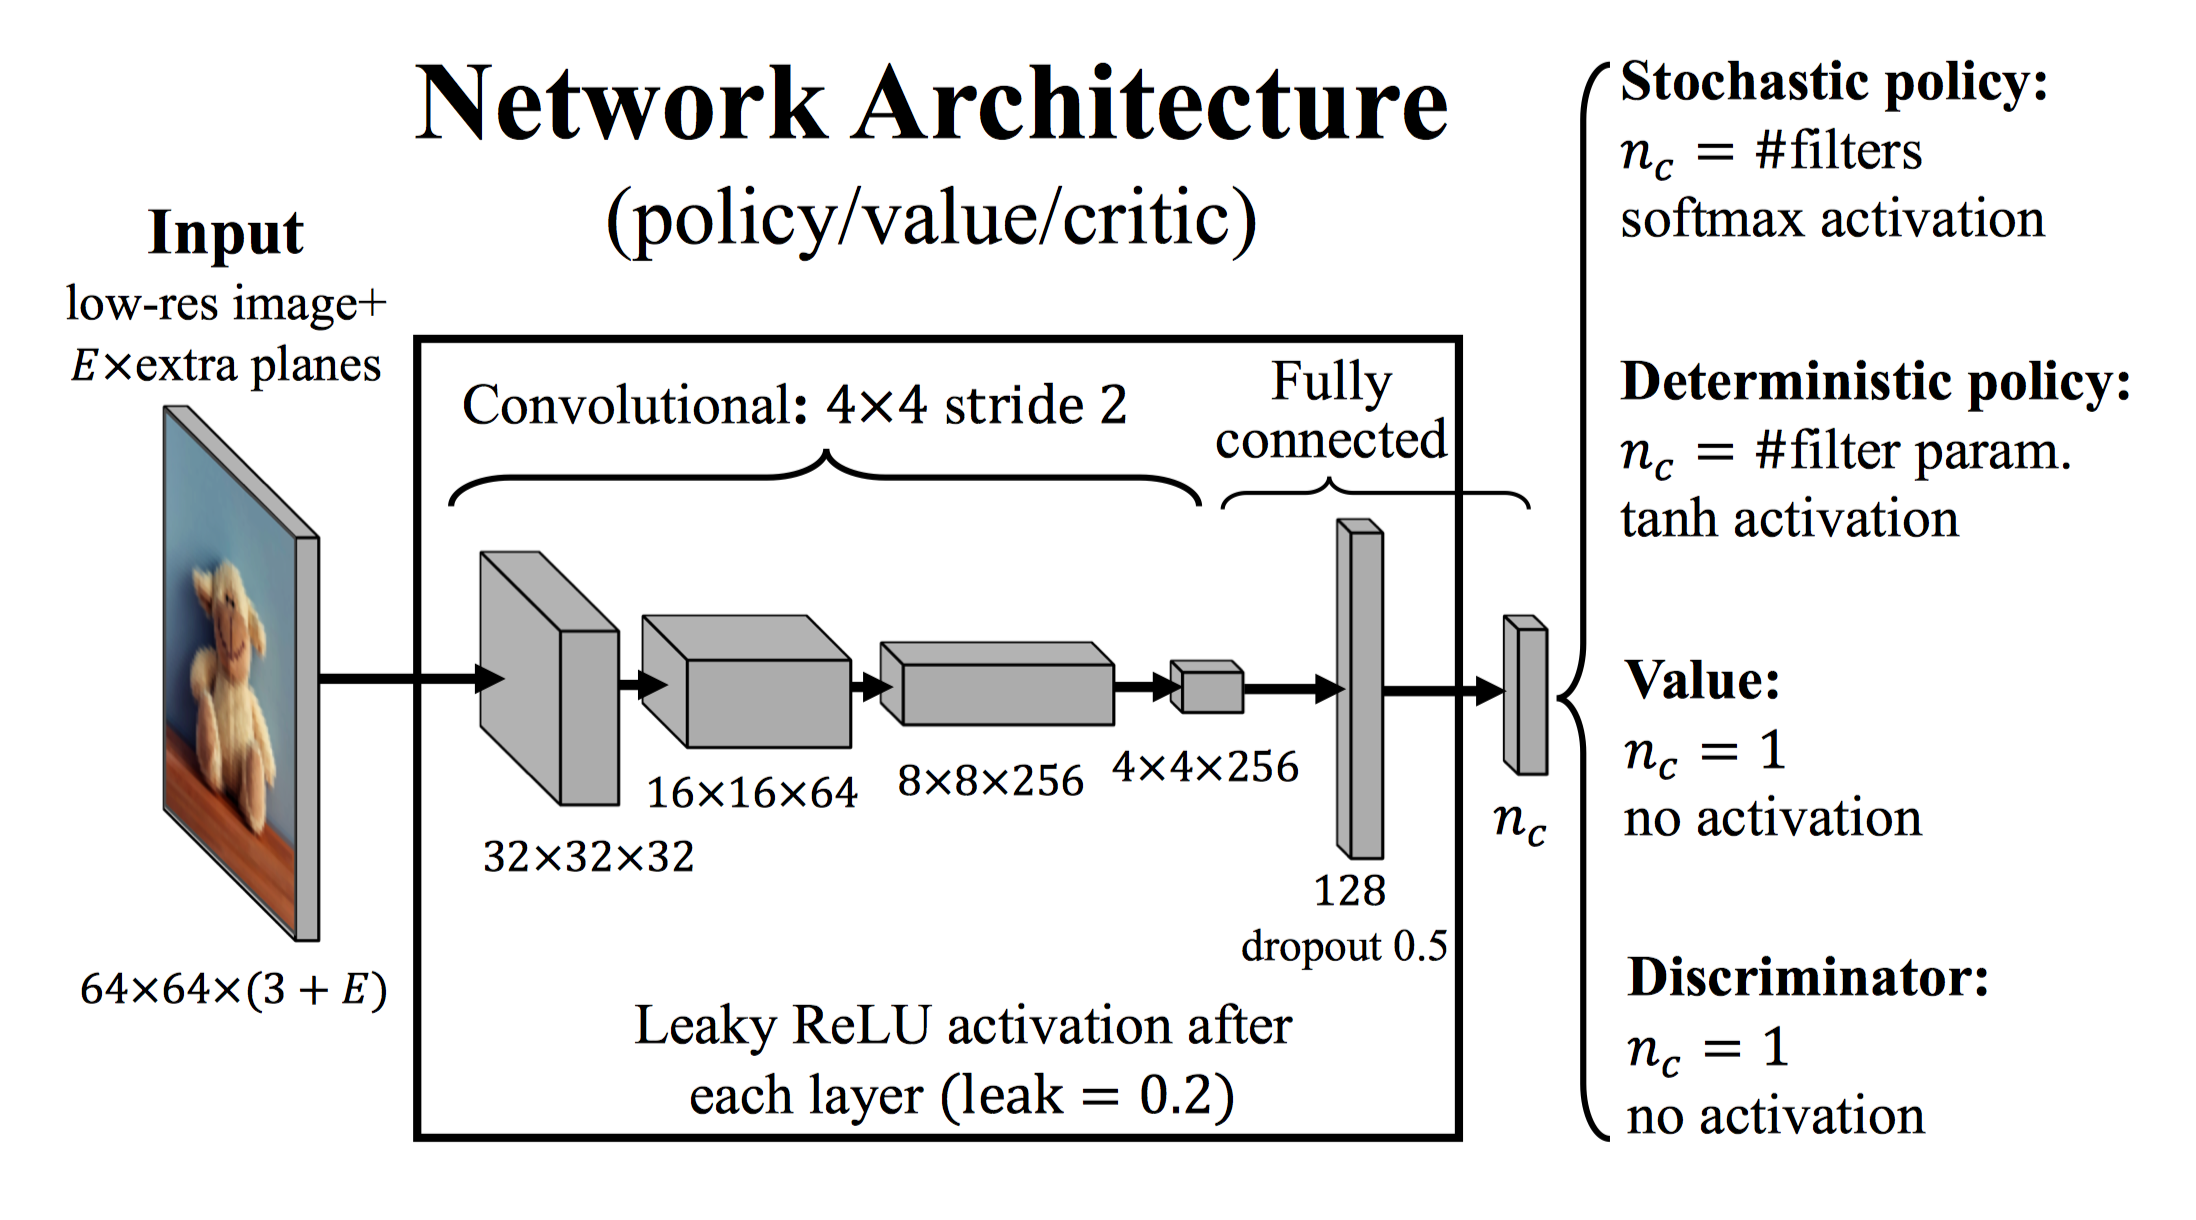 Network Architecture
(policy/value/critic)
Input
low-res image+
E×extra planes
64×64×(3 + E)
Convolutional: 4×4 stride 2
Fully
connected
32×32×32
16×16×64
8×8×256
4×4×256
128
dropout 0.5
n_c
Leaky ReLU activation after
each layer (leak = 0.2)
Stochastic policy:
n_c = #filters
softmax activation
Deterministic policy:
n_c = #filter param.
tanh activation
Value:
n_c = 1
no activation
Discriminator:
n_c = 1
no activation